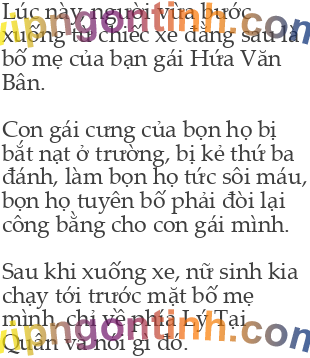 Lúc này, người vừa bước
xuống từ chiếc xe đằng sau là
bố mẹ của bạn gái Hứa Văn
Bân.
Con gái cưng của bọn họ bị
bắt nạt ở trường, bị kẻ thứ ba
đánh, làm bọn họ tức sôi máu,
bọn họ tuyên bố phải đòi lại
công bằng cho con gái mình.
Sau khi xuống xe, nữ sinh kia
chạy tới trước mặt bố mẹ
mình, chỉ về phía Lý Tại
Quân và nói gì đó.